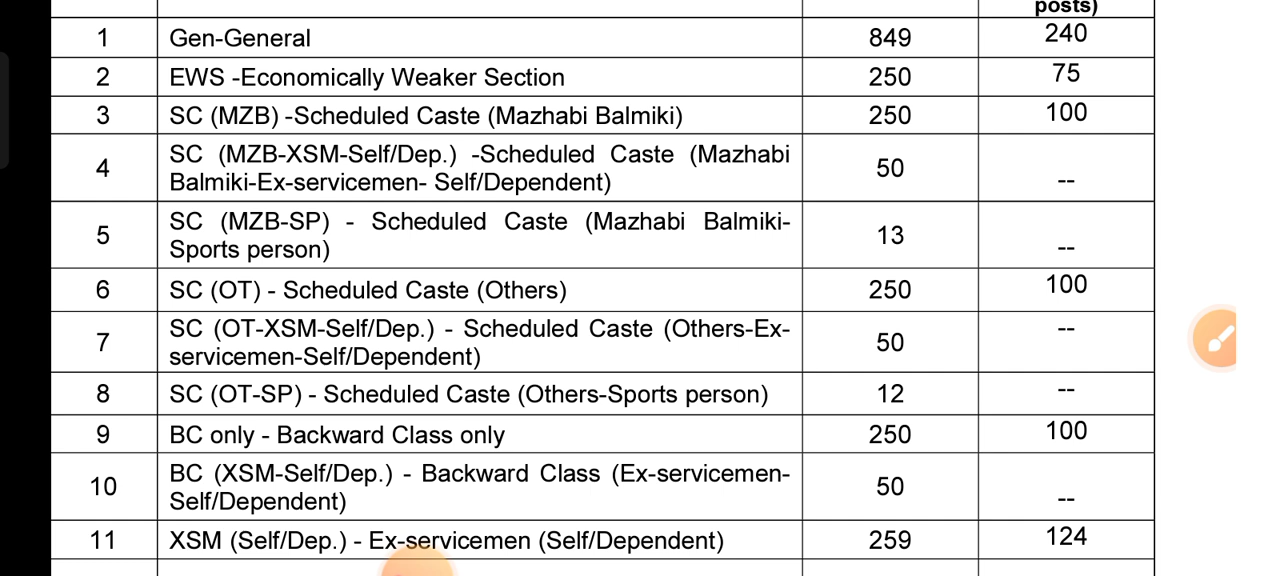 posts)
1 Gen-General 849 240
2 EWS -Economically Weaker Section 250 75
3 SC (MZB) -Scheduled Caste (Mazhabi Balmiki) 250 100
4 SC (MZB-XSM-Self/Dep.) -Scheduled Caste (Mazhabi
Balmiki-Ex-servicemen- Self/Dependent) 50 --
5 SC (MZB-SP) - Scheduled Caste (Mazhabi Balmiki-
Sports person) 13 --
6 SC (OT) - Scheduled Caste (Others) 250 100
7 SC (OT-XSM-Self/Dep.) - Scheduled Caste (Others-Ex-
servicemen-Self/Dependent) 50 --
8 SC (OT-SP) - Scheduled Caste (Others-Sports person) 12 --
9 BC only - Backward Class only 250 100
10 BC (XSM-Self/Dep.) - Backward Class (Ex-servicemen-
Self/Dependent) 50 --
11 XSM (Self/Dep.) - Ex-servicemen (Self/Dependent) 259 124